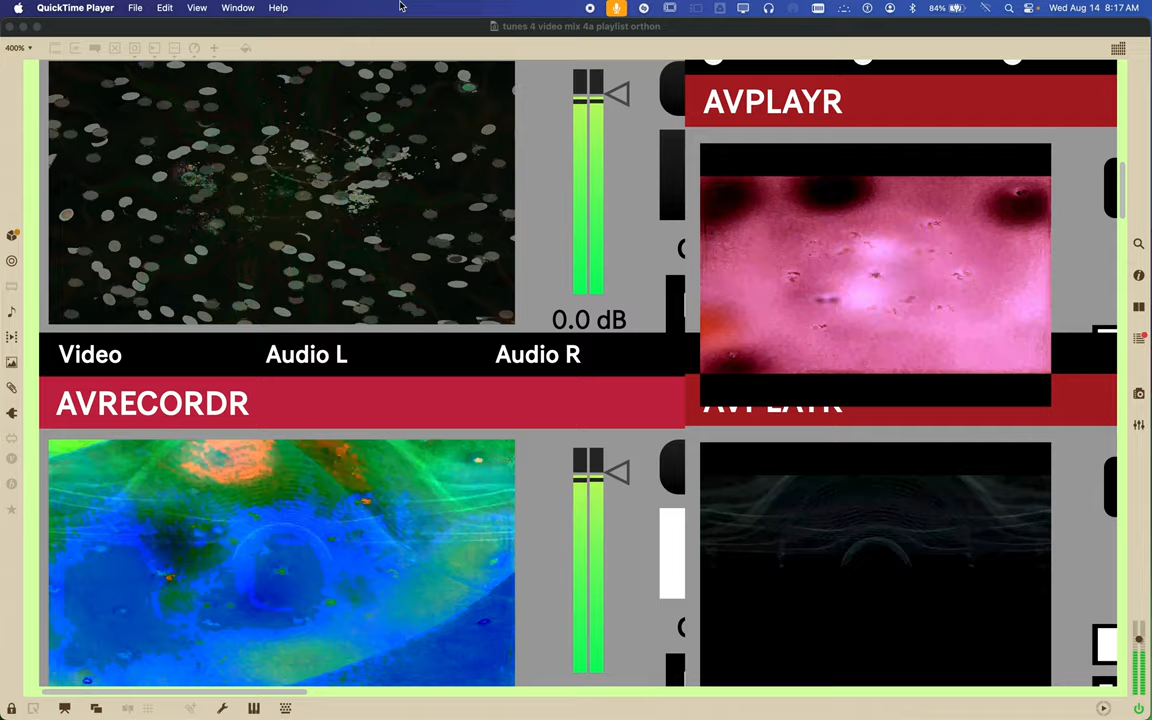 QuickTime Player File Edit View Window Help 84% Wed Aug 14 8:17 AM
tunes 4 video mix 4a playlist orthon
400%
AVPLAYR
0.0 dB
Video Audio L Audio R
AVRECORDR
AVPLAYR